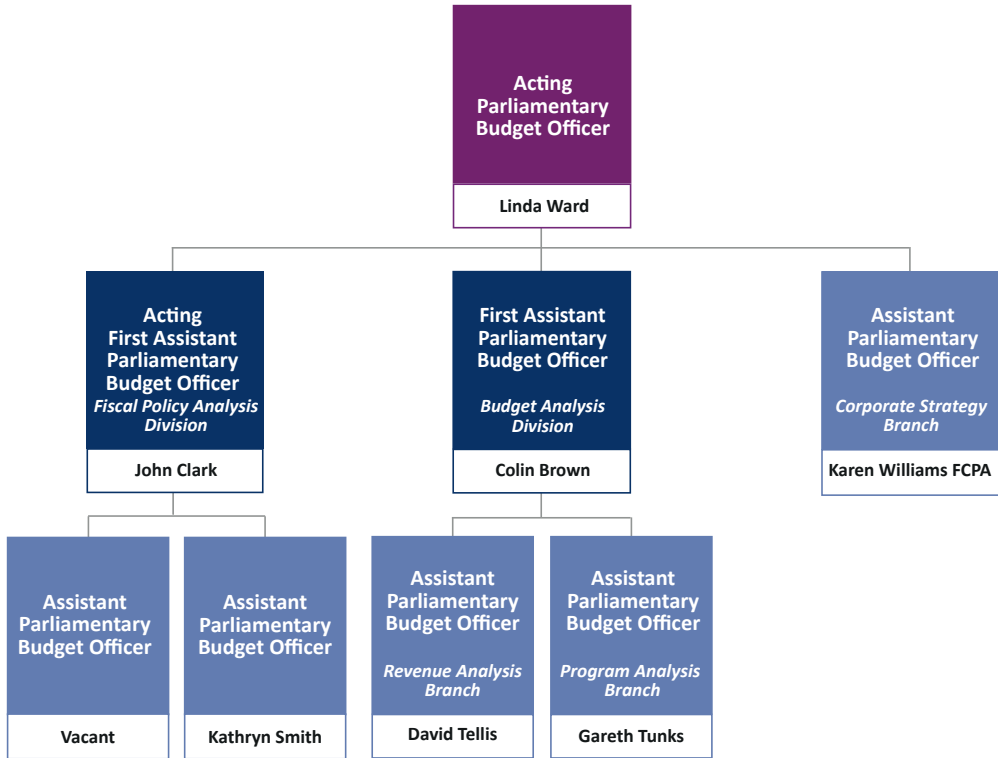 Acting
Parliamentary
Budget Officer
Linda Ward
Acting
First Assistant
Parliamentary
Budget Officer
Fiscal Policy Analysis
Division
John Clark
First Assistant
Parliamentary
Budget Officer
Budget Analysis
Division
Colin Brown
Assistant
Parliamentary
Budget Officer
Corporate Strategy
Branch
Karen Williams FCPA
Assistant
Parliamentary
Budget Officer
Vacant
Assistant
Parliamentary
Budget Officer
Kathryn Smith
Assistant
Parliamentary
Budget Officer
Revenue Analysis
Branch
David Tellis
Assistant
Parliamentary
Budget Officer
Program Analysis
Branch
Gareth Tunks